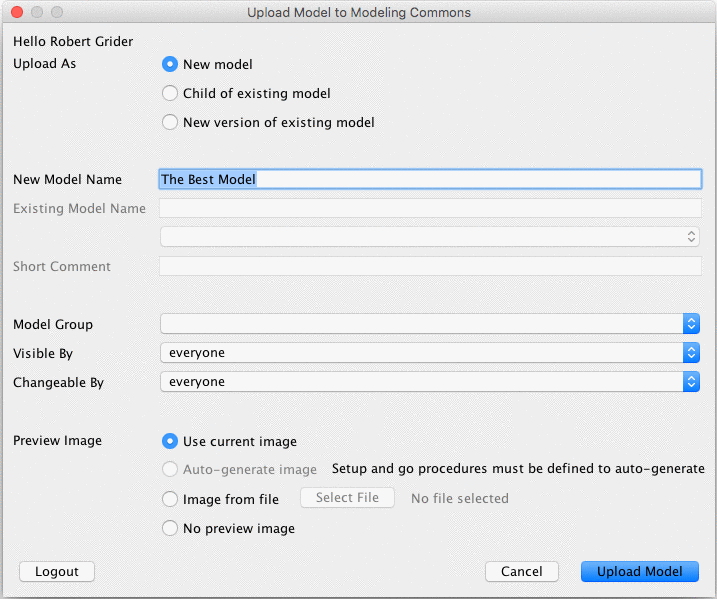 Upload Model to Modeling Commons
Hello Robert Grider
Upload As
New model
Child of existing model
New version of existing model
New Model Name The Best Model
Existing Model Name
Short Comment
Model Group
Visible By everyone
Changeable By everyone
Preview Image
Use current image
Auto-generate image Setup and go procedures must be defined to auto-generate
Image from file Select File No file selected
No preview image
Logout Cancel Upload Model